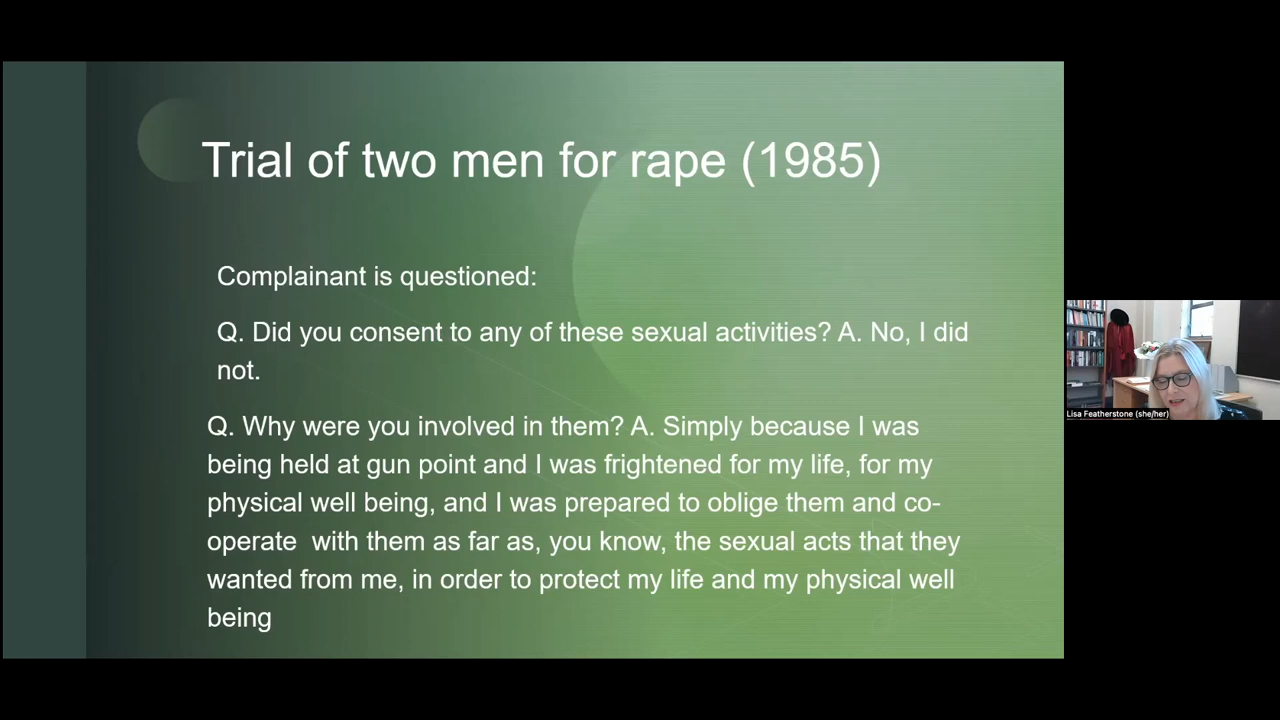 Trial of two men for rape (1985)
Complainant is questioned:
Q. Did you consent to any of these sexual activities? A. No, I did
not.
Q. Why were you involved in them? A. Simply because I was
being held at gun point and I was frightened for my life, for my
physical well being, and I was prepared to oblige them and co-
operate  with them as far as, you know, the sexual acts that they
wanted from me, in order to protect my life and my physical well
being
Lisa Featherstone (she/her)